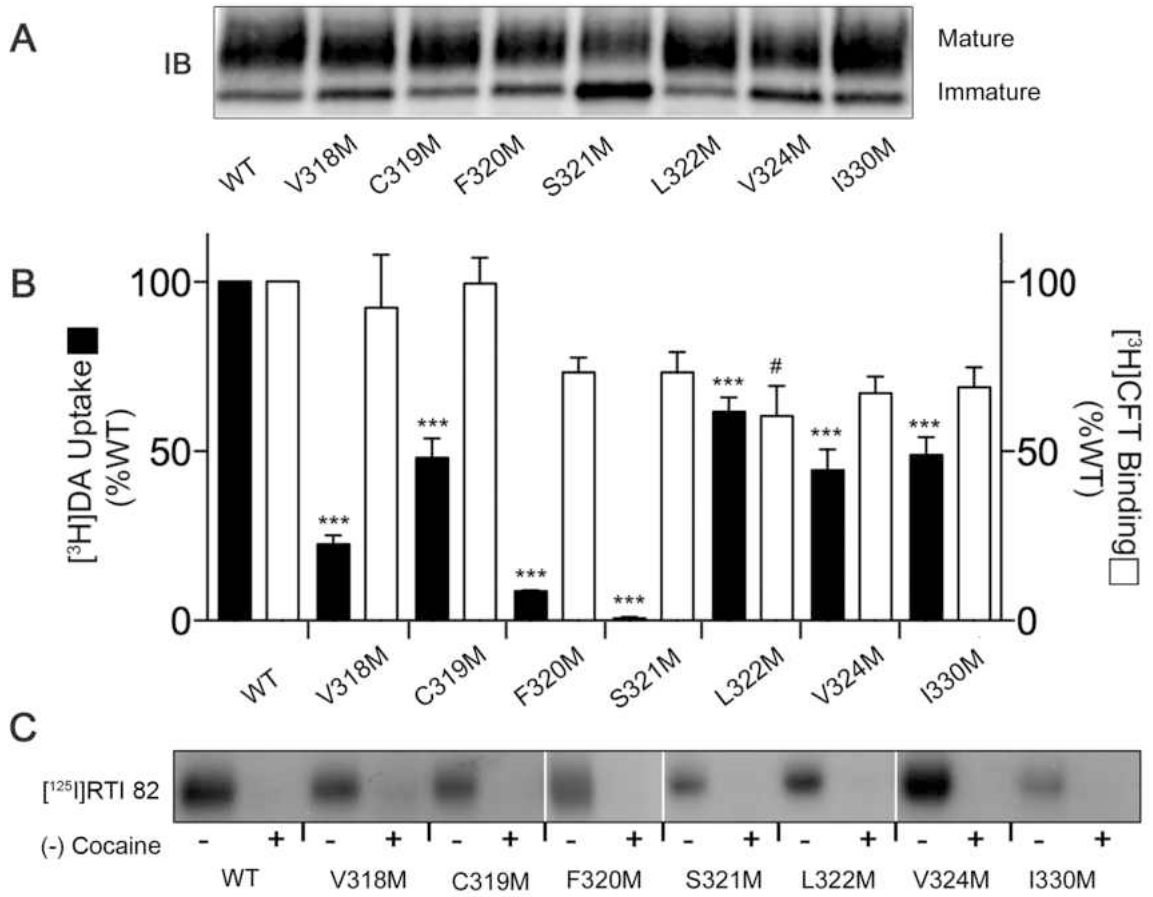 A
IB
Mature
Immature
WT V318M C319M F320M S321M L322M V324M I330M
B
[³H]DA Uptake
(%WT)
100
50
0
*** *** *** *** *** # *** ***
100
50
0
[³H]CFT Binding
(%WT)
WT V318M C319M F320M S321M L322M V324M I330M
C
[¹²⁵I]RTI 82
(-) Cocaine - + - + - + - + - + - + - + - +
WT V318M C319M F320M S321M L322M V324M I330M